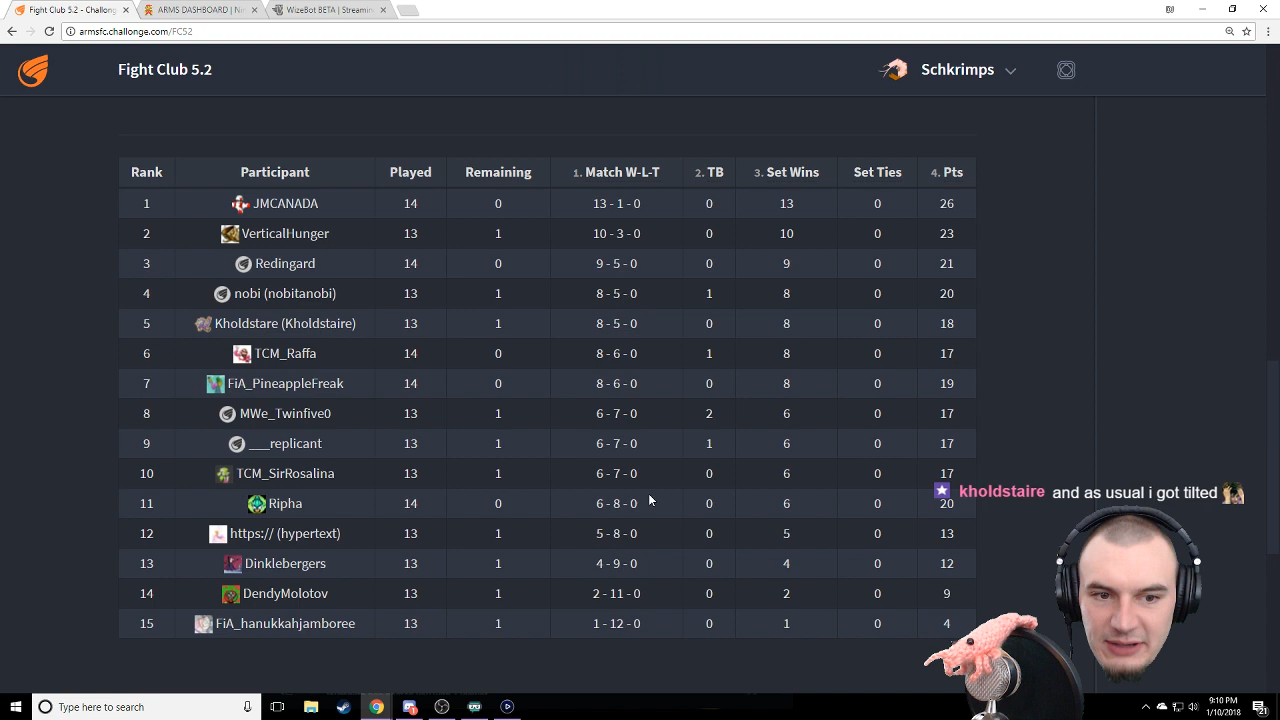 Fight Club 5.2 - Challong
ARMS DASHBOARD | Nin
WizeBot BETA | Streamin
armsfc.challonge.com/FC52
Fight Club 5.2
Schkrimps
Rank Participant Played Remaining 1. Match W-L-T 2. TB 3. Set Wins Set Ties 4. Pts
1 JMCANADA 14 0 13 - 1 - 0 0 13 0 26
2 VerticalHunger 13 1 10 - 3 - 0 0 10 0 23
3 Redingard 14 0 9 - 5 - 0 0 9 0 21
4 nobi (nobitanobi) 13 1 8 - 5 - 0 1 8 0 20
5 Kholdstare (Kholdstaire) 13 1 8 - 5 - 0 0 8 0 18
6 TCM_Raffa 14 0 8 - 6 - 0 1 8 0 17
7 FiA_PineappleFreak 14 0 8 - 6 - 0 0 8 0 19
8 MWe_Twinfive0 13 1 6 - 7 - 0 2 6 0 17
9 ___replicant 13 1 6 - 7 - 0 1 6 0 17
10 TCM_SirRosalina 13 1 6 - 7 - 0 0 6 0 17
kholdstaire and as usual i got tilted
11 Ripha 14 0 6 - 8 - 0 0 6 0 20
12 https:// (hypertext) 13 1 5 - 8 - 0 0 5 0 13
13 Dinklebergers 13 1 4 - 9 - 0 0 4 0 12
14 DendyMolotov 13 1 2 - 11 - 0 0 2 0 9
15 FiA_hanukkahjamboree 13 1 1 - 12 - 0 0 1 0 4
Type here to search
9:10 PM
1/10/2018